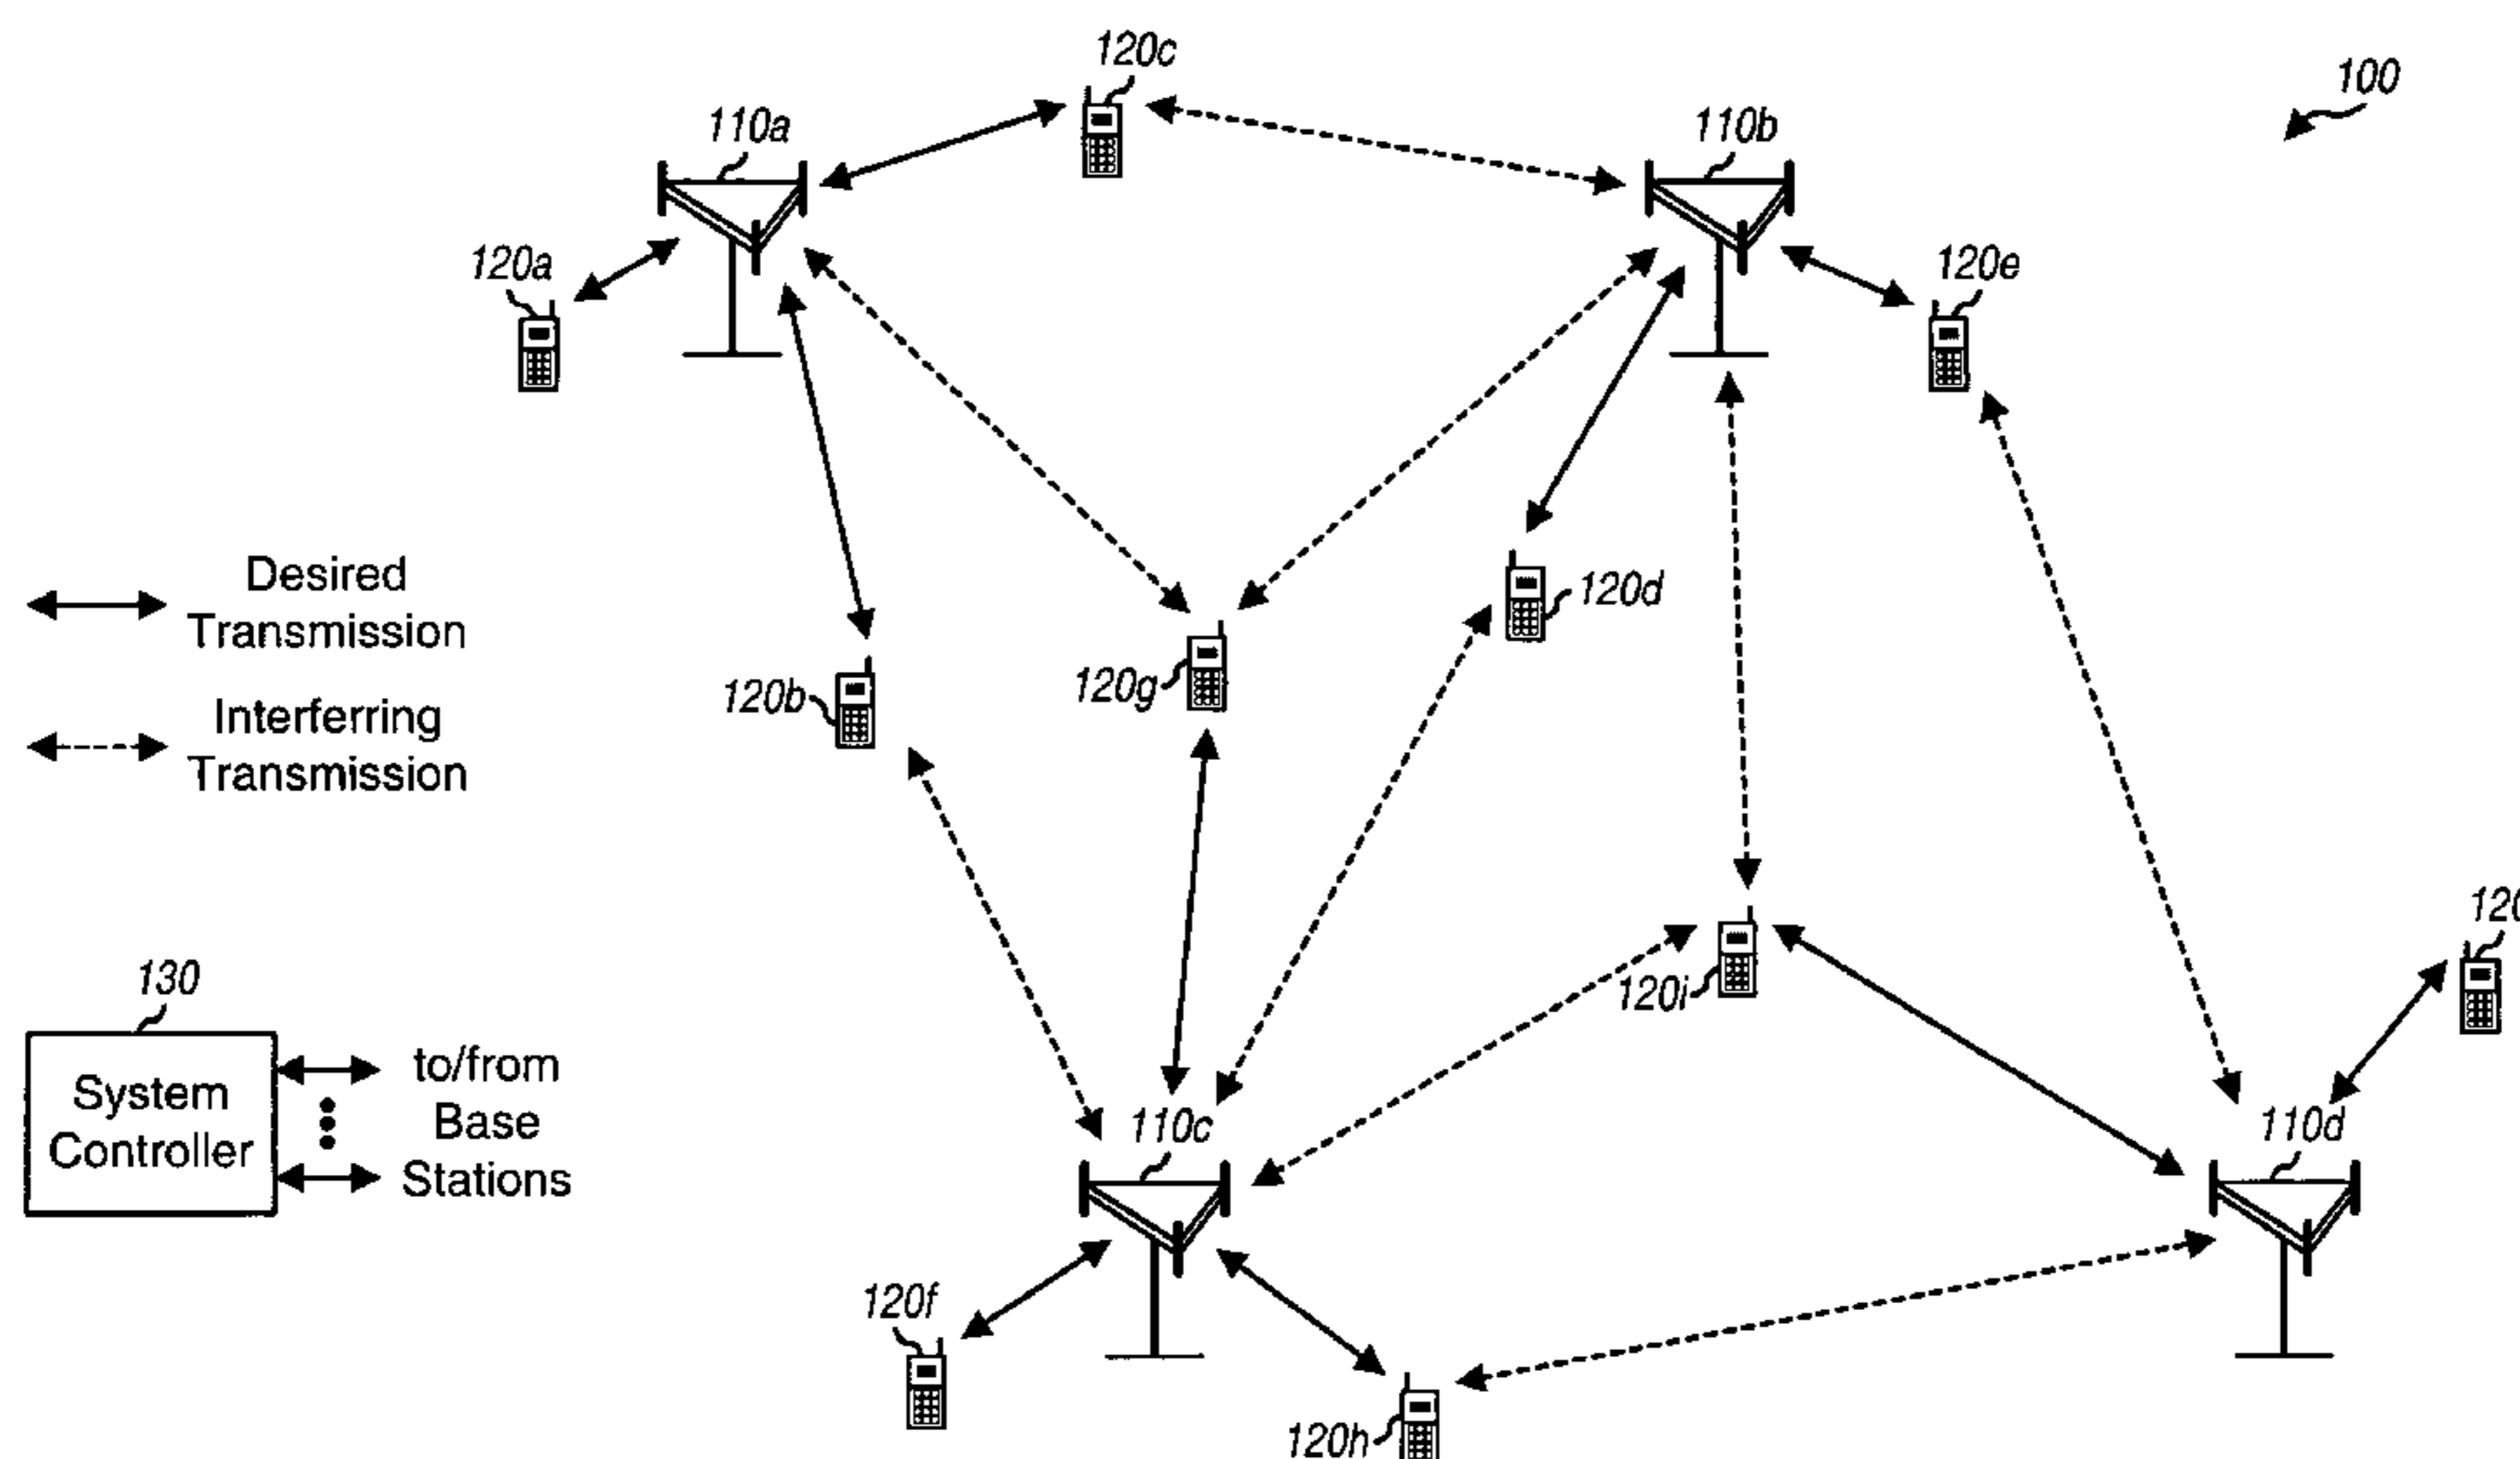 120c
100
110a
110b
120a
120e
Desired
Transmission
120d
120b
120g
Interferring
Transmission
120
130
120i
System
Controller
to/from
Base
Stations
110c
110d
120f
120h